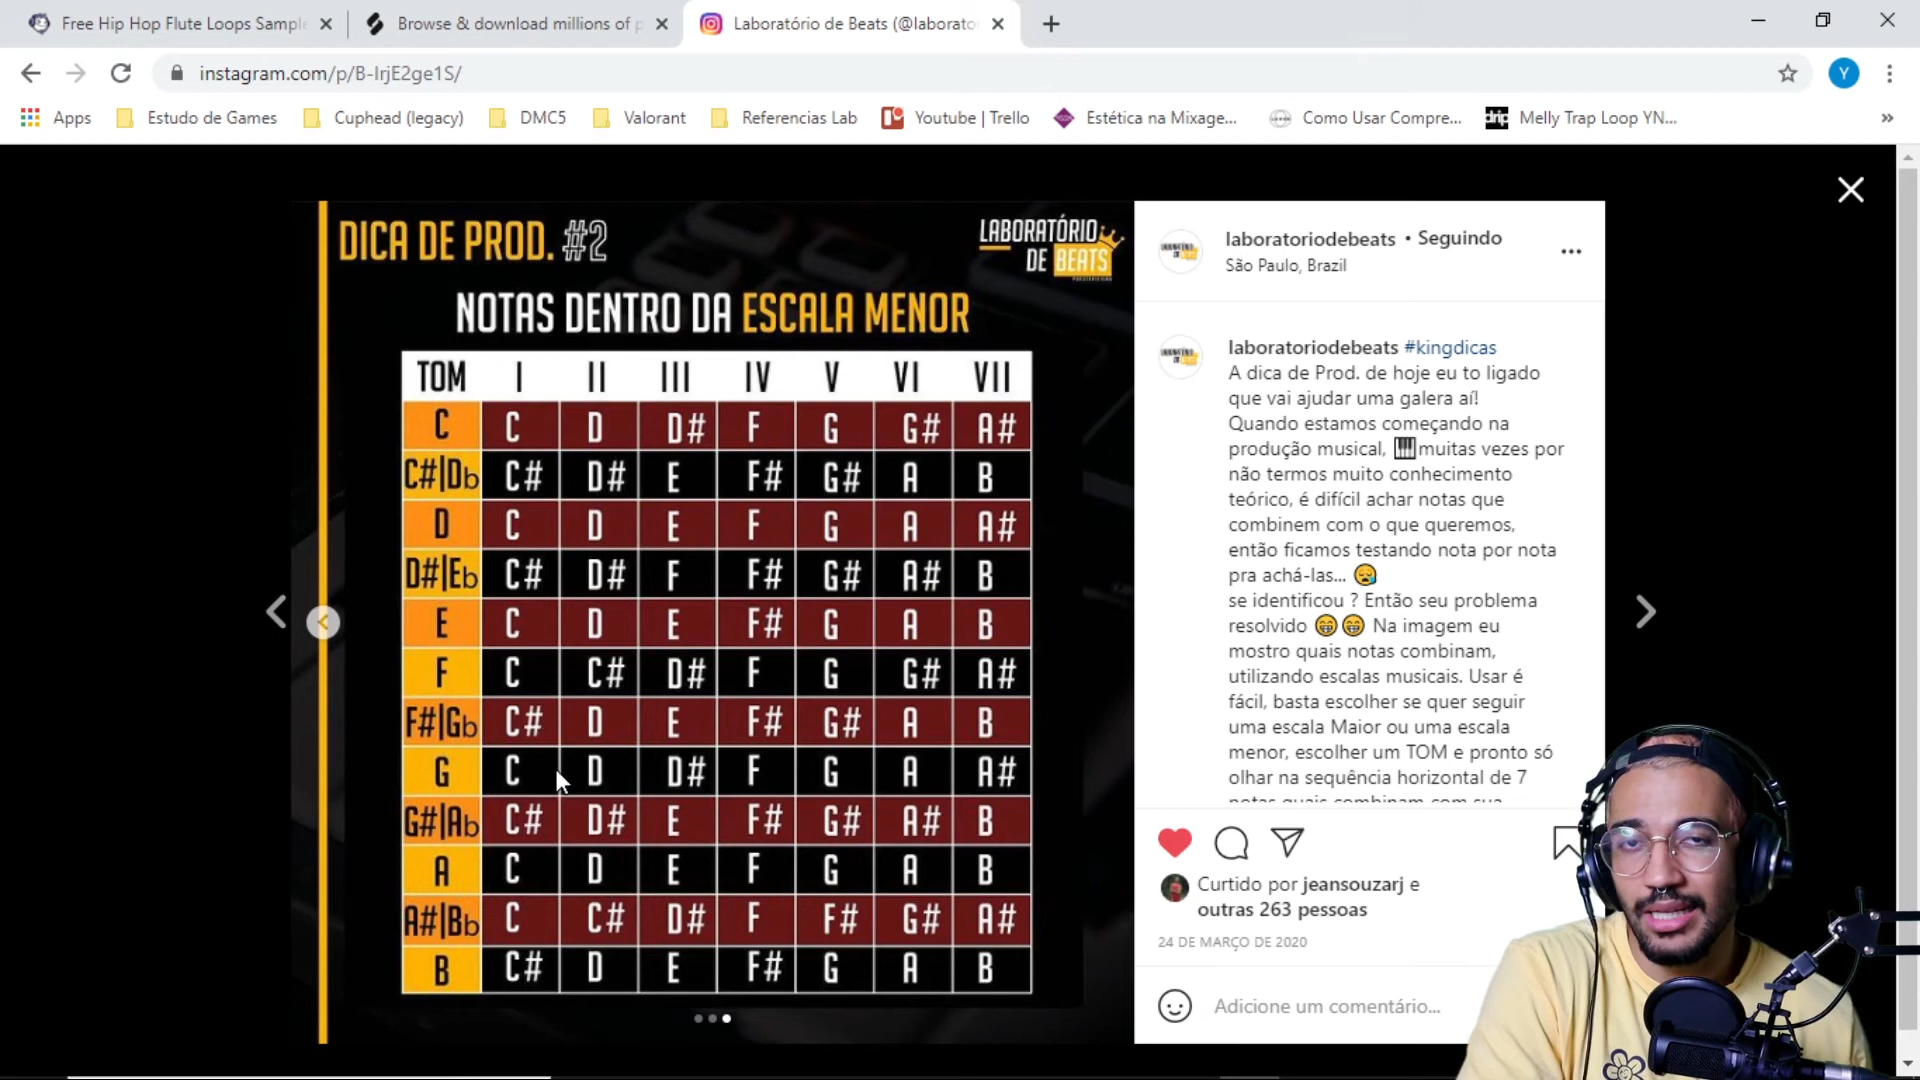 Free Hip Hop Flute Loops Sample
Browse & download millions of p
Laboratório de Beats (@laborato
instagram.com/p/B-IrjE2ge1S/
Y
Apps
Estudo de Games
Cuphead (legacy)
DMC5
Valorant
Referencias Lab
Youtube | Trello
Estética na Mixage...
Como Usar Compre...
Melly Trap Loop YN...
»
DICA DE PROD. #2
LABORATÓRIO
DE BEATS
NOTAS DENTRO DA ESCALA MENOR
TOM I II III IV V VI VII
C C D D# F G G# A#
C#|Db C# D# E F# G# A B
D C D E F G A A#
D#|Eb C# D# F F# G# A# B
E C D E F# G A B
F C C# D# F G G# A#
F#|Gb C# D E F# G# A B
G C D D# F G A A#
G#|Ab C# D# E F# G# A# B
A C D E F G A B
A#|Bb C C# D# F F# G# A#
B C# D E F# G A B
laboratoriodebeats • Seguindo
São Paulo, Brazil
laboratoriodebeats #kingdicas
A dica de Prod. de hoje eu to ligado
que vai ajudar uma galera aí!
Quando estamos começando na
produção musical, 🎹muitas vezes por
não termos muito conhecimento
teórico, é difícil achar notas que
combinem com o que queremos,
então ficamos testando nota por nota
pra achá-las... 😥
se identificou ? Então seu problema
resolvido 😁😁 Na imagem eu
mostro quais notas combinam,
utilizando escalas musicais. Usar é
fácil, basta escolher se quer seguir
uma escala Maior ou uma escala
menor, escolher um TOM e pronto só
olhar na sequência horizontal de 7
notas quais combinam com sua
Curtido por jeansouzarj e
outras 263 pessoas
24 DE MARÇO DE 2020
Adicione um comentário...